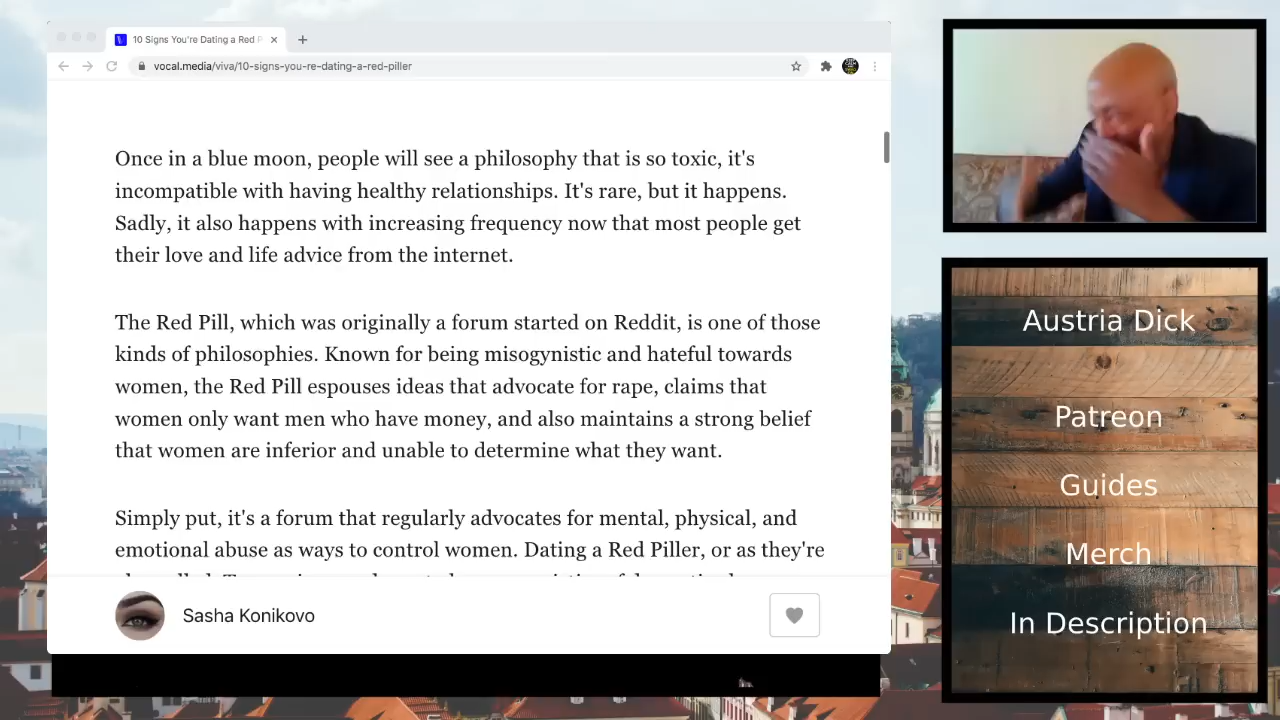 10 Signs You're Dating a Red P
vocal.media/viva/10-signs-you-re-dating-a-red-piller
Once in a blue moon, people will see a philosophy that is so toxic, it's
incompatible with having healthy relationships. It's rare, but it happens.
Sadly, it also happens with increasing frequency now that most people get
their love and life advice from the internet.
The Red Pill, which was originally a forum started on Reddit, is one of those
kinds of philosophies. Known for being misogynistic and hateful towards
women, the Red Pill espouses ideas that advocate for rape, claims that
women only want men who have money, and also maintains a strong belief
that women are inferior and unable to determine what they want.
Simply put, it's a forum that regularly advocates for mental, physical, and
emotional abuse as ways to control women. Dating a Red Piller, or as they're
Sasha Konikovo
Austria Dick
Patreon
Guides
Merch
In Description